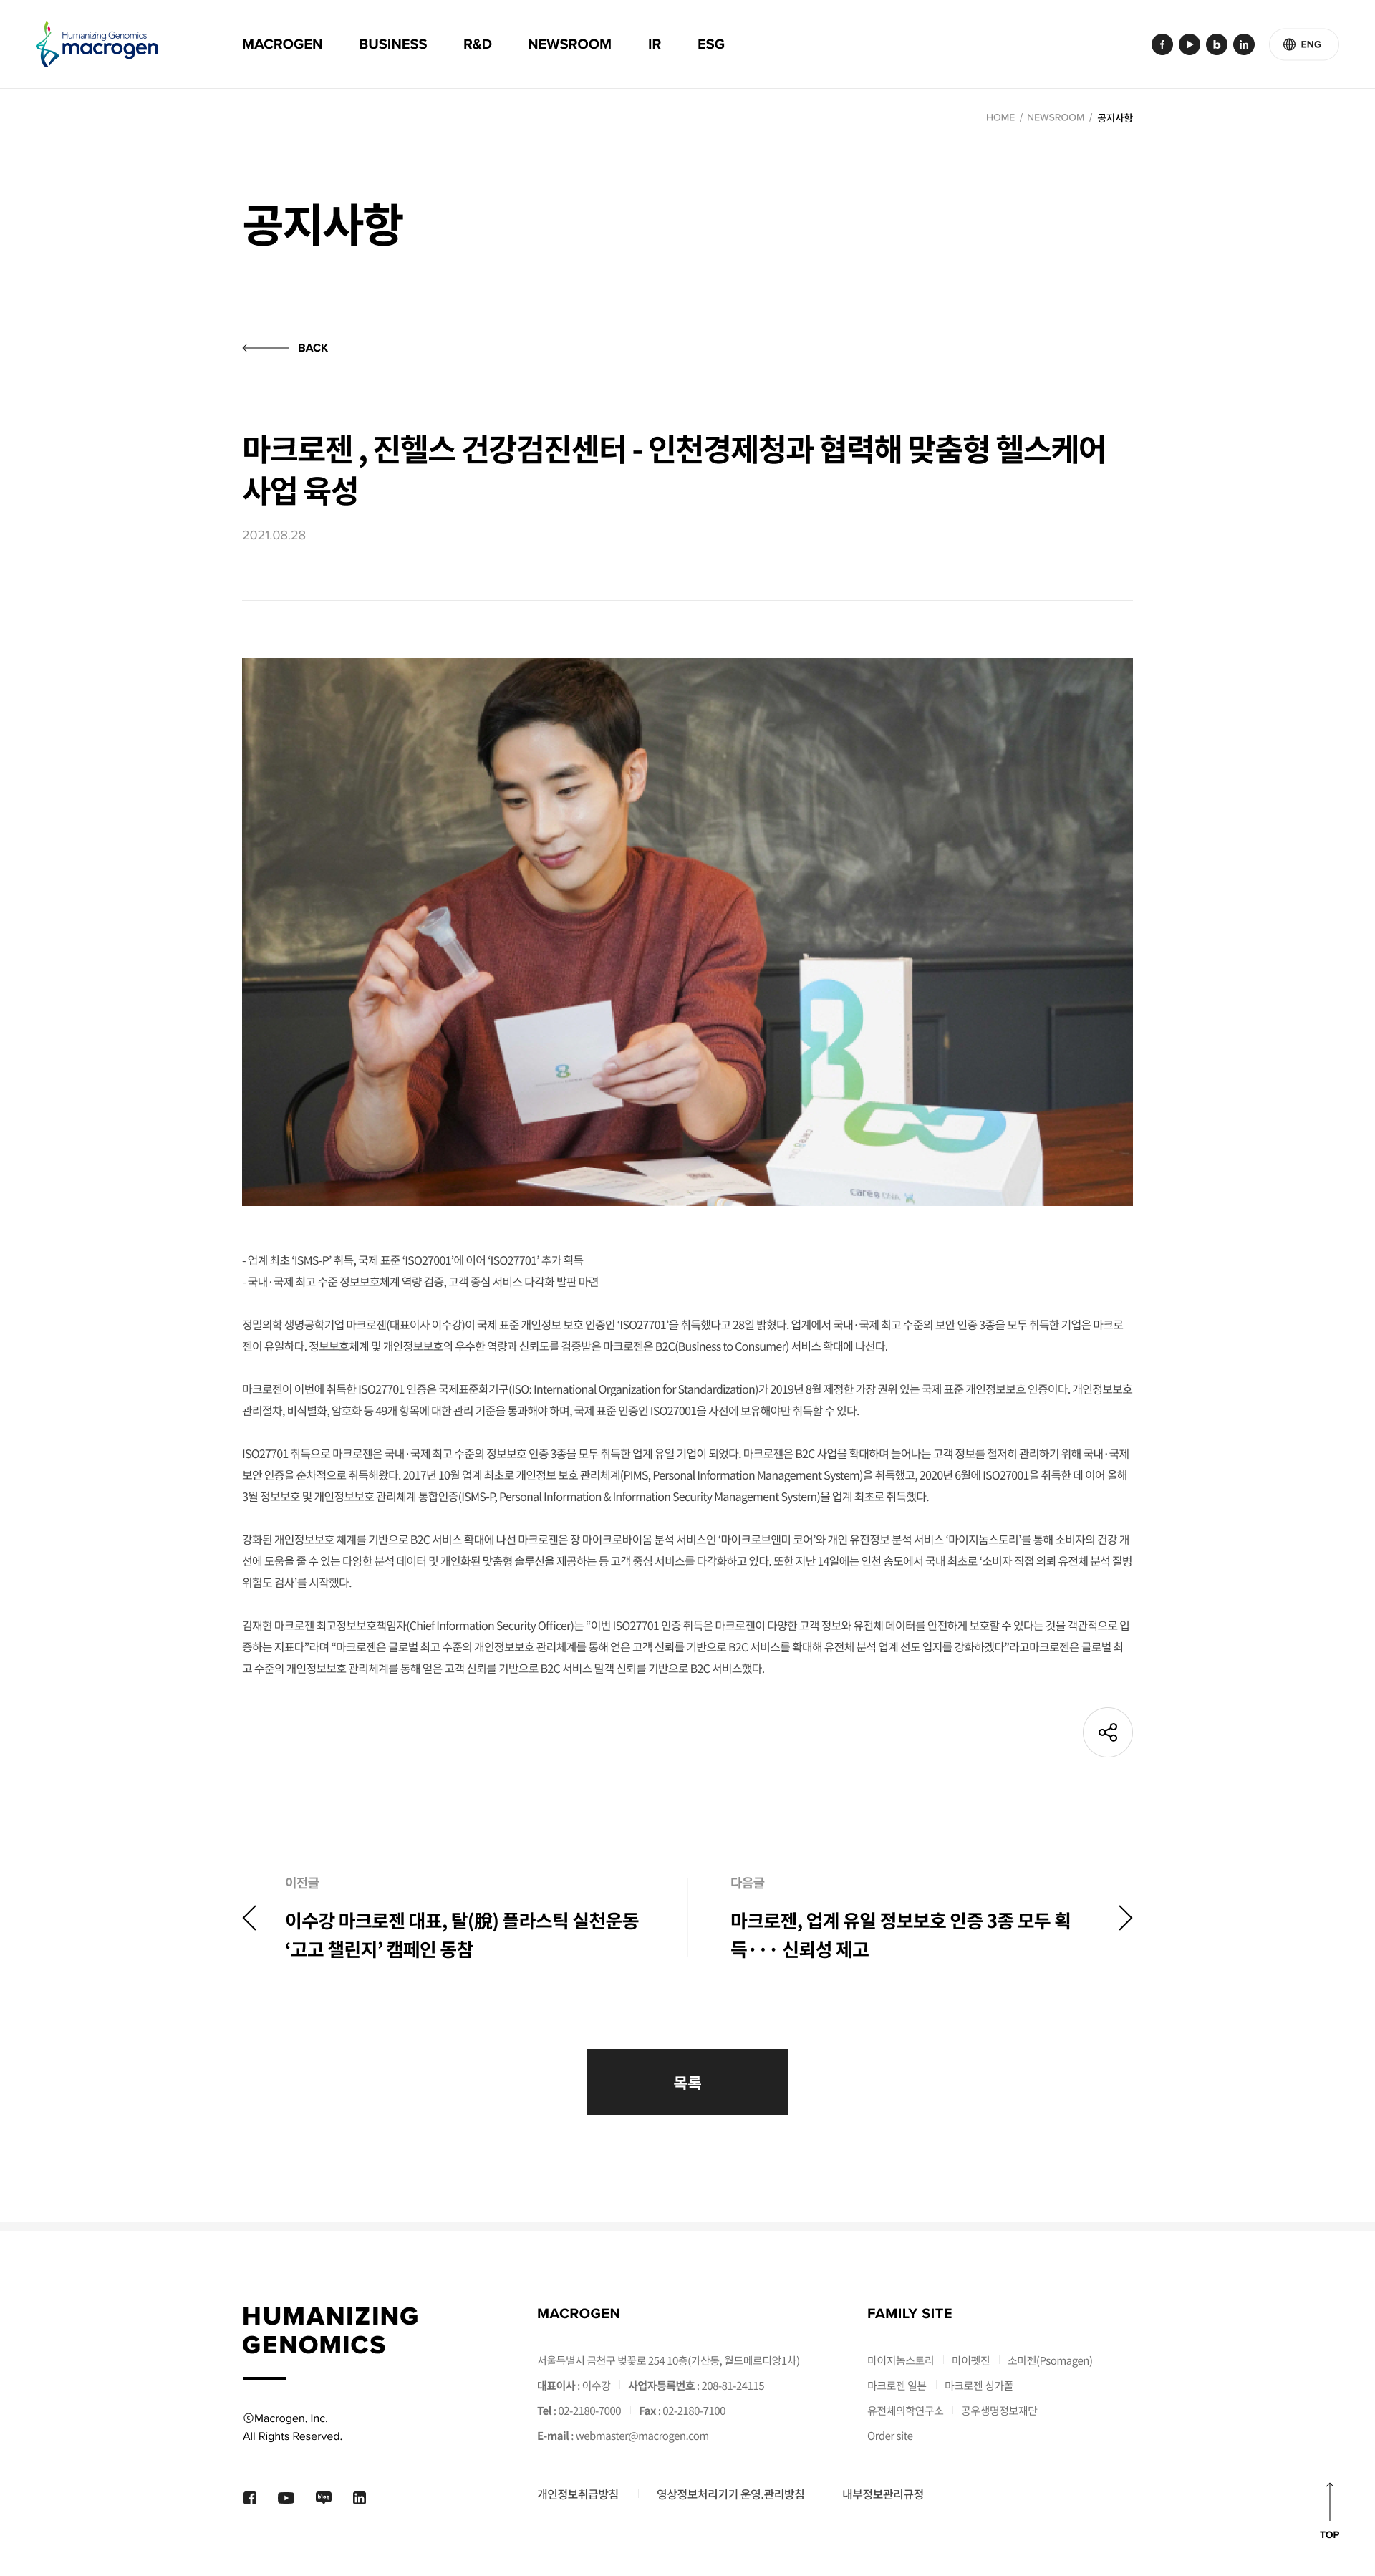 Humanizing Genomics
macrogen
MACROGEN BUSINESS R&D NEWSROOM IR ESG
ENG
HOME / NEWSROOM / 공지사항
공지사항
BACK
마크로젠 , 진헬스 건강검진센터 - 인천경제청과 협력해 맞춤형 헬스케어
사업 육성
2021.08.28
care8 DNA
- 업계 최초 ‘ISMS-P’ 취득, 국제 표준 ‘ISO27001’에 이어 ‘ISO27701’ 추가 획득
- 국내·국제 최고 수준 정보보호체계 역량 검증, 고객 중심 서비스 다각화 발판 마련
정밀의학 생명공학기업 마크로젠(대표이사 이수강)이 국제 표준 개인정보 보호 인증인 ‘ISO27701’을 취득했다고 28일 밝혔다. 업계에서 국내·국제 최고 수준의 보안 인증 3종을 모두 취득한 기업은 마크로
젠이 유일하다. 정보보호체계 및 개인정보보호의 우수한 역량과 신뢰도를 검증받은 마크로젠은 B2C(Business to Consumer) 서비스 확대에 나선다.
마크로젠이 이번에 취득한 ISO27701 인증은 국제표준화기구(ISO: International Organization for Standardization)가 2019년 8월 제정한 가장 권위 있는 국제 표준 개인정보보호 인증이다. 개인정보보호
관리절차, 비식별화, 암호화 등 49개 항목에 대한 관리 기준을 통과해야 하며, 국제 표준 인증인 ISO27001을 사전에 보유해야만 취득할 수 있다.
ISO27701 취득으로 마크로젠은 국내·국제 최고 수준의 정보보호 인증 3종을 모두 취득한 업계 유일 기업이 되었다. 마크로젠은 B2C 사업을 확대하며 늘어나는 고객 정보를 철저히 관리하기 위해 국내·국제
보안 인증을 순차적으로 취득해왔다. 2017년 10월 업계 최초로 개인정보 보호 관리체계(PIMS, Personal Information Management System)을 취득했고, 2020년 6월에 ISO27001을 취득한 데 이어 올해
3월 정보보호 및 개인정보보호 관리체계 통합인증(ISMS-P, Personal Information & Information Security Management System)을 업계 최초로 취득했다.
강화된 개인정보보호 체계를 기반으로 B2C 서비스 확대에 나선 마크로젠은 장 마이크로바이옴 분석 서비스인 ‘마이크로브앤미 코어’와 개인 유전정보 분석 서비스 ‘마이지놈스토리’를 통해 소비자의 건강 개
선에 도움을 줄 수 있는 다양한 분석 데이터 및 개인화된 맞춤형 솔루션을 제공하는 등 고객 중심 서비스를 다각화하고 있다. 또한 지난 14일에는 인천 송도에서 국내 최초로 ‘소비자 직접 의뢰 유전체 분석 질병
위험도 검사’를 시작했다.
김재현 마크로젠 최고정보보호책임자(Chief Information Security Officer)는 “이번 ISO27701 인증 취득은 마크로젠이 다양한 고객 정보와 유전체 데이터를 안전하게 보호할 수 있다는 것을 객관적으로 입
증하는 지표다”라며 “마크로젠은 글로벌 최고 수준의 개인정보보호 관리체계를 통해 얻은 고객 신뢰를 기반으로 B2C 서비스를 확대해 유전체 분석 업계 선도 입지를 강화하겠다”라고마크로젠은 글로벌 최
고 수준의 개인정보보호 관리체계를 통해 얻은 고객 신뢰를 기반으로 B2C 서비스 말객 신뢰를 기반으로 B2C 서비스했다.
이전글
이수강 마크로젠 대표, 탈(脫) 플라스틱 실천운동
‘고고 챌린지’ 캠페인 동참
다음글
마크로젠, 업계 유일 정보보호 인증 3종 모두 획
득··· 신뢰성 제고
목록
HUMANIZING
GENOMICS
ⓒMacrogen, Inc.
All Rights Reserved.
blog
MACROGEN
서울특별시 금천구 벚꽃로 254 10층(가산동, 월드메르디앙1차)
대표이사 : 이수강 사업자등록번호 : 208-81-24115
Tel : 02-2180-7000 Fax : 02-2180-7100
E-mail : webmaster@macrogen.com
FAMILY SITE
마이지놈스토리 마이펫진 소마젠(Psomagen)
마크로젠 일본 마크로젠 싱가폴
유전체의학연구소 공우생명정보재단
Order site
개인정보취급방침 영상정보처리기기 운영.관리방침 내부정보관리규정
TOP